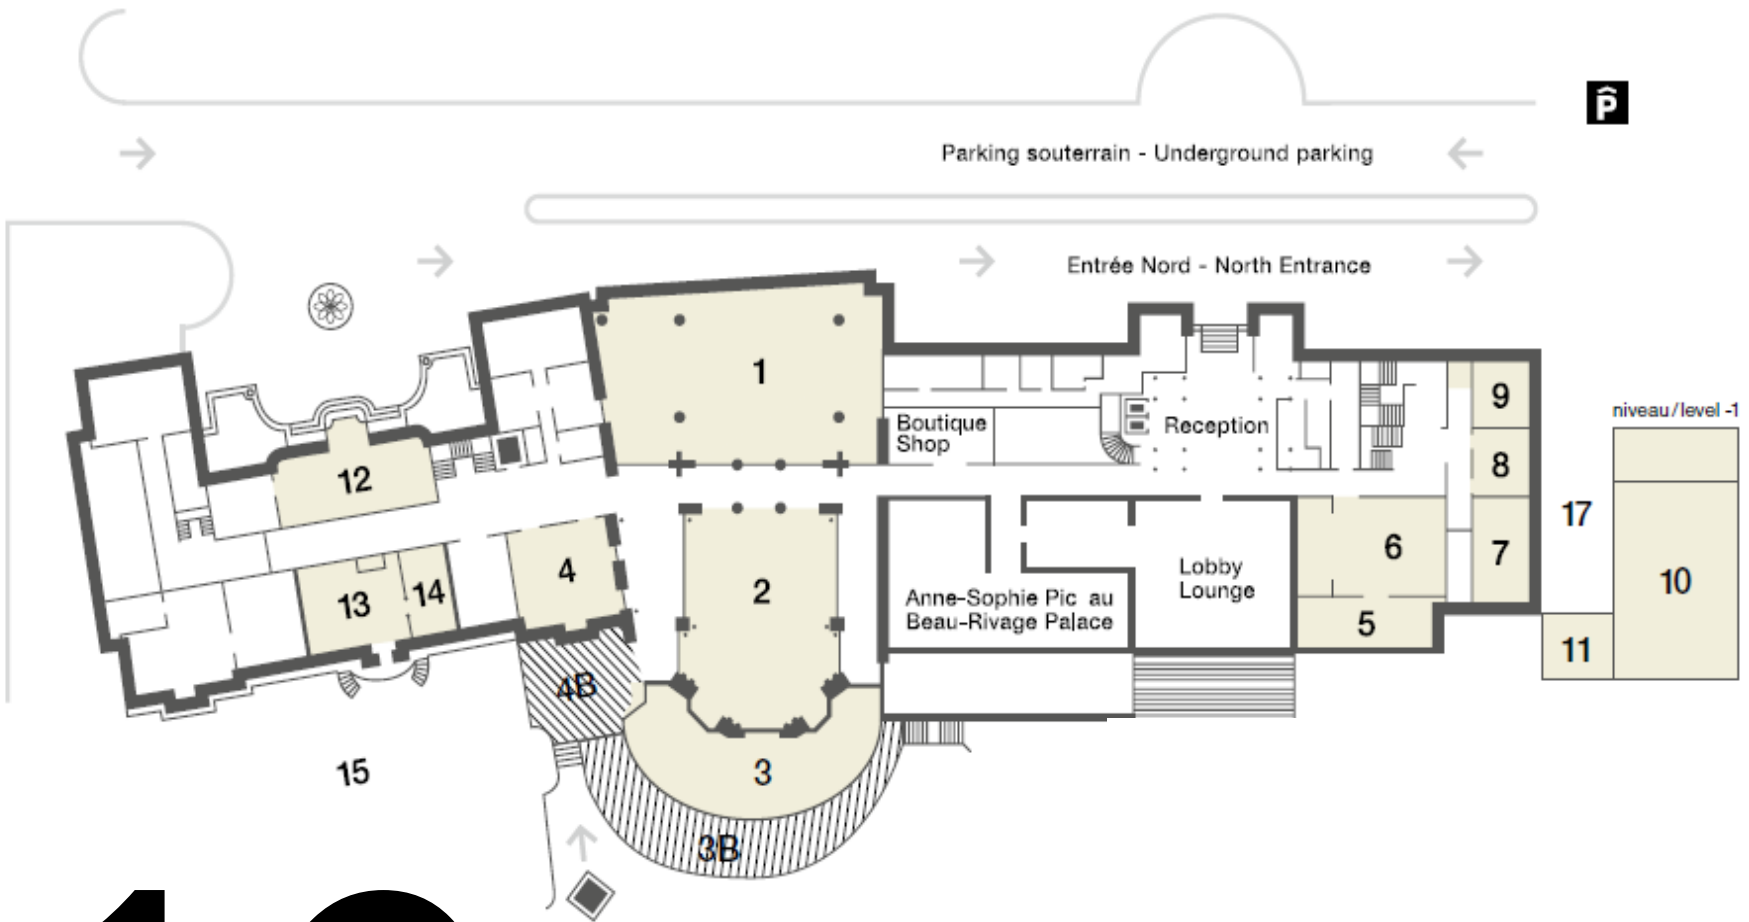 P
Parking souterrain - Underground parking
Entrée Nord - North Entrance
1
Boutique
Shop
Reception
9
niveau/level -1
8
12
17
4
2
6
7
10
13
14
Lobby
Lounge
Anne-Sophie Pic au
Beau-Rivage Palace
5
11
4B
15
3
3B